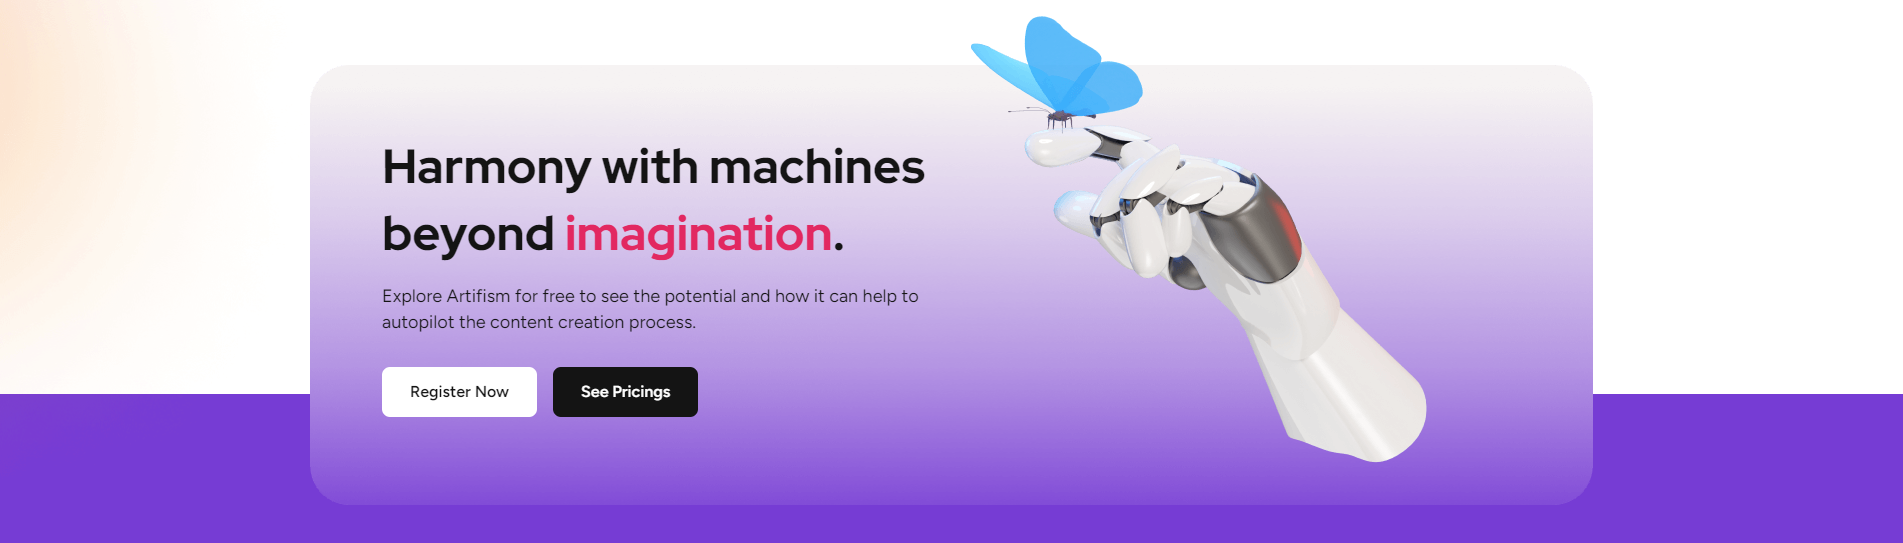 Harmony with machines
beyond imagination.
Explore Artifism for free to see the potential and how it can help to
autopilot the content creation process.
Register Now
See Pricings